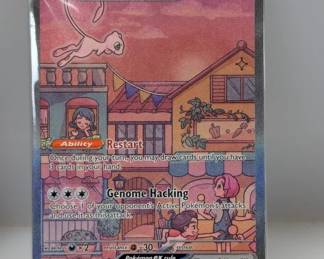 Ability Restart
Once during your turn, you may draw cards until you have
3 cards in your hand.
Genome Hacking
Choose 1 of your opponent's Active Pokémon's attacks
and use it as this attack.
Pokémon ex rule